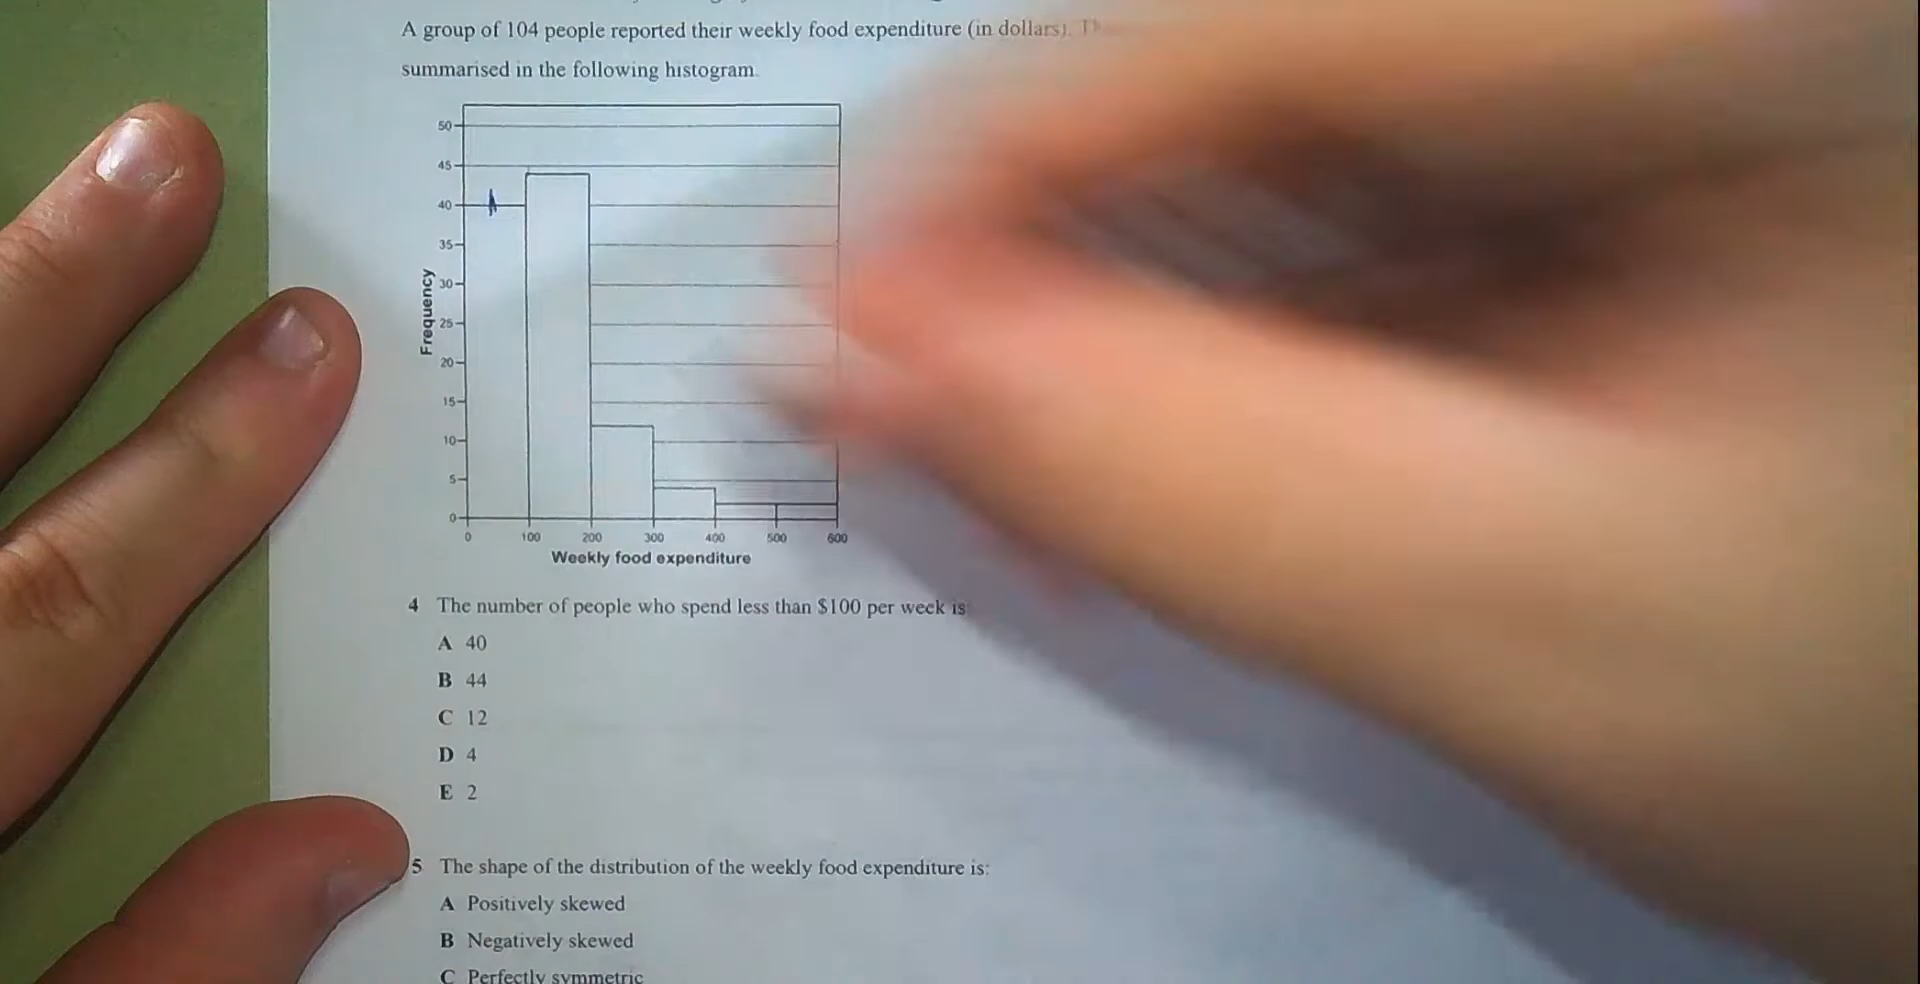 A group of 104 people reported their weekly food expenditure (in dollars).
summarised in the following histogram.
50
45
40
35
30
25
20
15
10
5
0
Frequency
0 100 200 300 400 500 600
Weekly food expenditure
4 The number of people who spend less than $100 per week is
A 40
B 44
C 12
D 4
E 2
5 The shape of the distribution of the weekly food expenditure is:
A Positively skewed
B Negatively skewed
C Perfectly symmetric